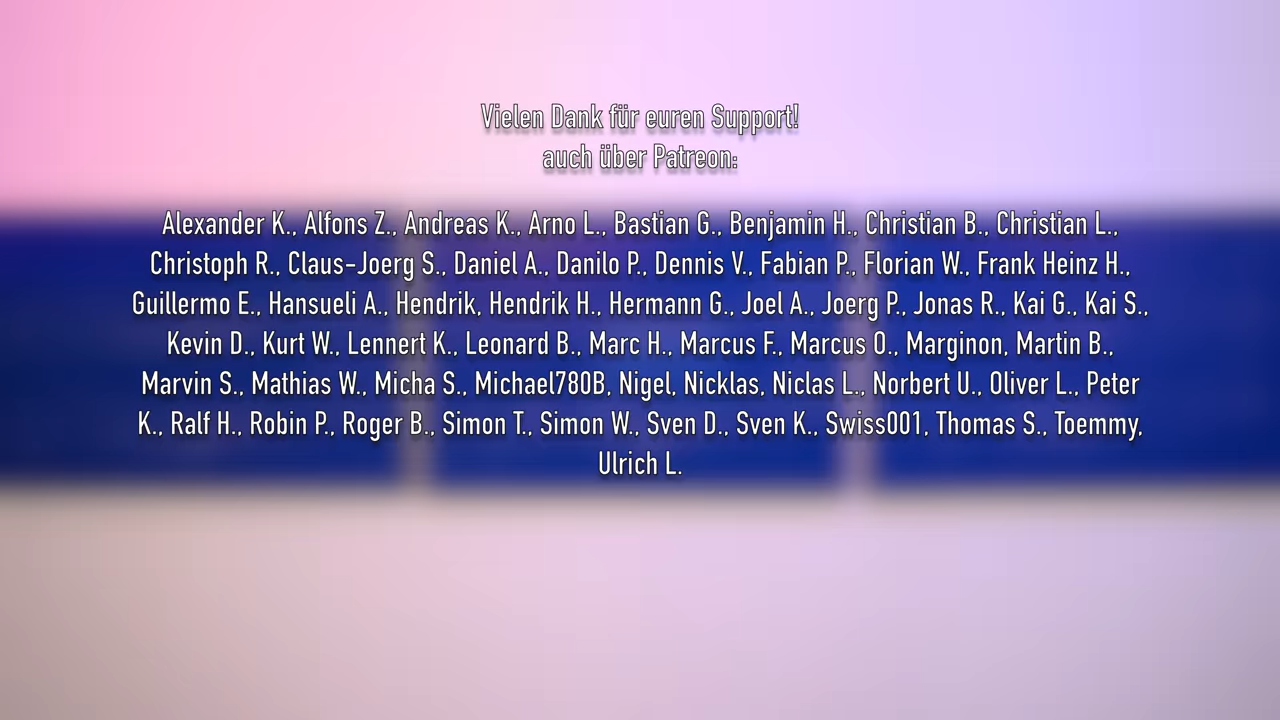 Vielen Dank für euren Support!
auch über Patreon:
Alexander K., Alfons Z., Andreas K., Arno L., Bastian G., Benjamin H., Christian B., Christian L.,
Christoph R., Claus-Joerg S., Daniel A., Danilo P., Dennis V., Fabian P., Florian W., Frank Heinz H.,
Guillermo E., Hansueli A., Hendrik, Hendrik H., Hermann G., Joel A., Joerg P., Jonas R., Kai G., Kai S.,
Kevin D., Kurt W., Lennert K., Leonard B., Marc H., Marcus F., Marcus O., Marginon, Martin B.,
Marvin S., Mathias W., Micha S., Michael780B, Nigel, Nicklas, Niclas L., Norbert U., Oliver L., Peter
K., Ralf H., Robin P., Roger B., Simon T., Simon W., Sven D., Sven K., Swiss001, Thomas S., Toemmy,
Ulrich L.